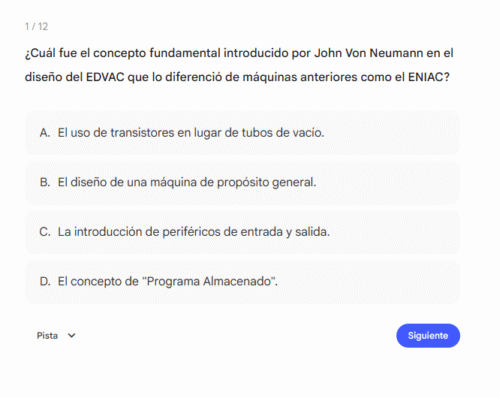 1 / 12
¿Cuál fue el concepto fundamental introducido por John Von Neumann en el
diseño del EDVAC que lo diferenció de máquinas anteriores como el ENIAC?
A. El uso de transistores en lugar de tubos de vacío.
B. El diseño de una máquina de propósito general.
C. La introducción de periféricos de entrada y salida.
D. El concepto de "Programa Almacenado".
Pista
Siguiente